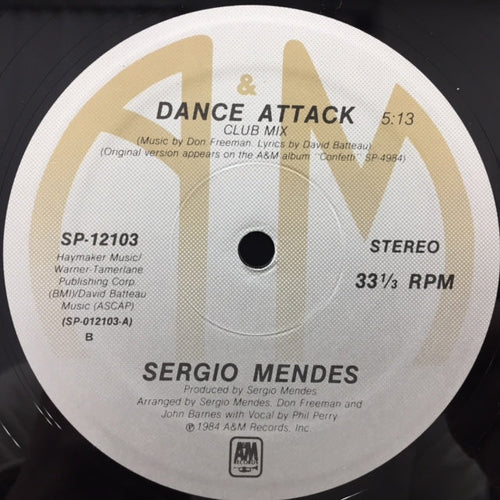 &
DANCE ATTACK 5:13
CLUB MIX
(Music by Don Freeman. Lyrics by David Batteau)
(Original version appears on the A&M album "Confetti" SP-4984)
SP-12103
Haymaker Music/
Warner-Tamerlane
Publishing Corp.
(BMI)/David Batteau
Music (ASCAP)
(SP-012103-A)
B
STEREO
33⅓ RPM
SERGIO MENDES
Produced by Sergio Mendes
Arranged by Sergio Mendes, Don Freeman and
John Barnes with Vocal by Phil Perry
℗ 1984 A&M Records, Inc.
A&M
RECORDS
AM